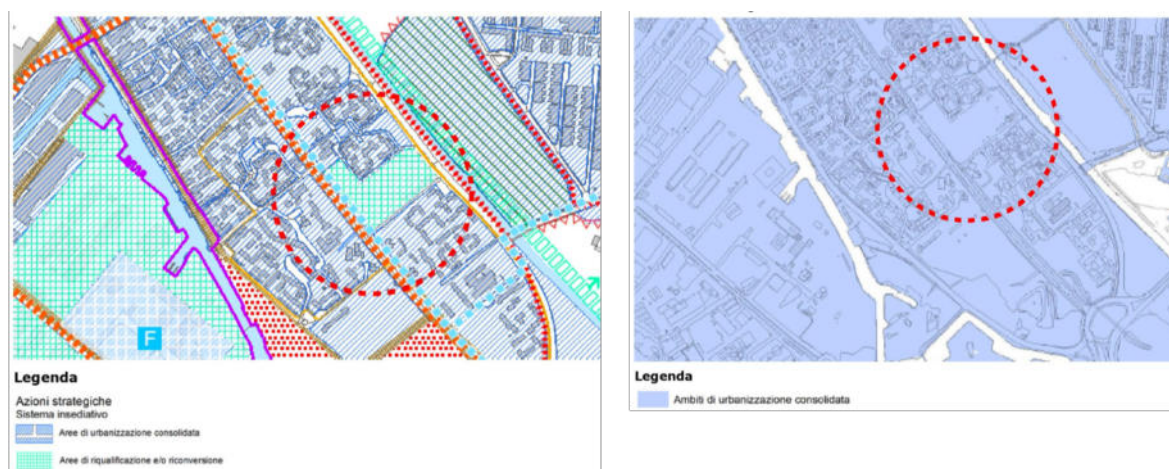 F
Legenda
Azioni strategiche
Sistema insediativo
Aree di urbanizzazione consolidata
Aree di riqualificazione e/o riconversione
Legenda
Ambiti di urbanizzazione consolidata